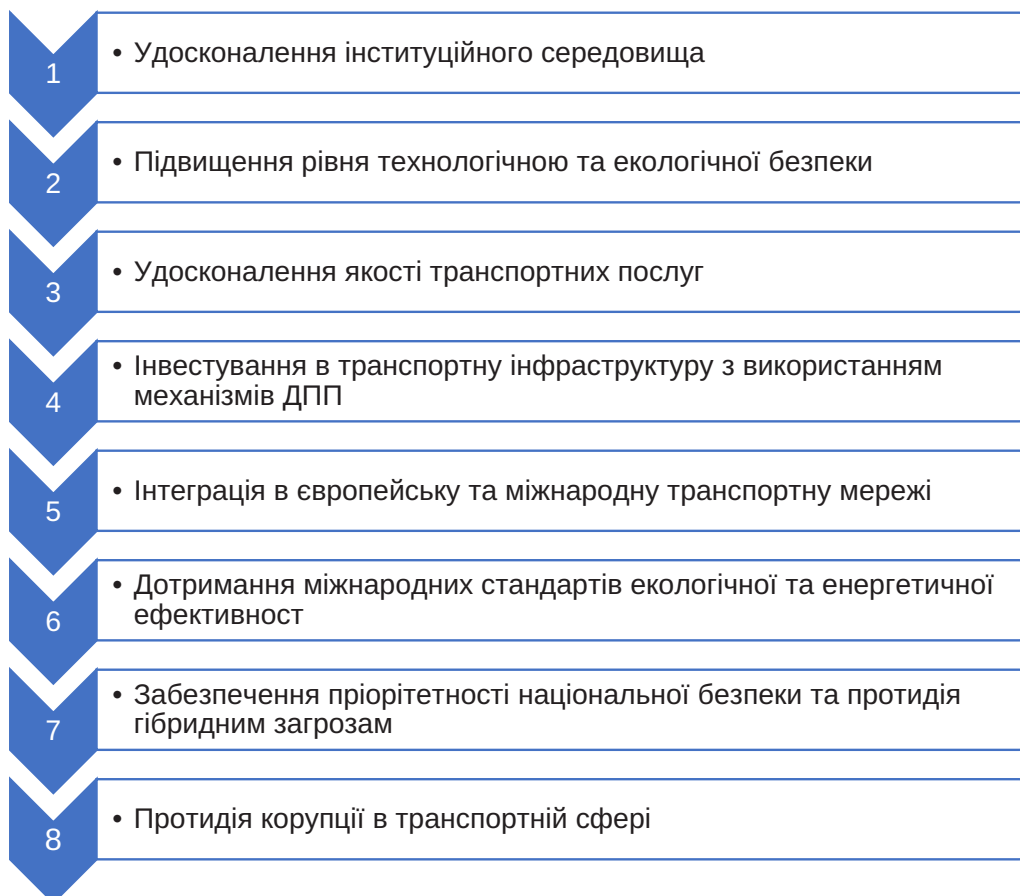 1
• Удосконалення інституційного середовища
2
• Підвищення рівня технологічною та екологічної безпеки
3
• Удосконалення якості транспортних послуг
4
• Інвестування в транспортну інфраструктуру з використанням
механізмів ДПП
5
• Інтеграція в європейську та міжнародну транспортну мережі
6
• Дотримання міжнародних стандартів екологічної та енергетичної
ефективност
7
• Забезпечення пріорітетності національної безпеки та протидія
гібридним загрозам
8
• Протидія корупції в транспортній сфері